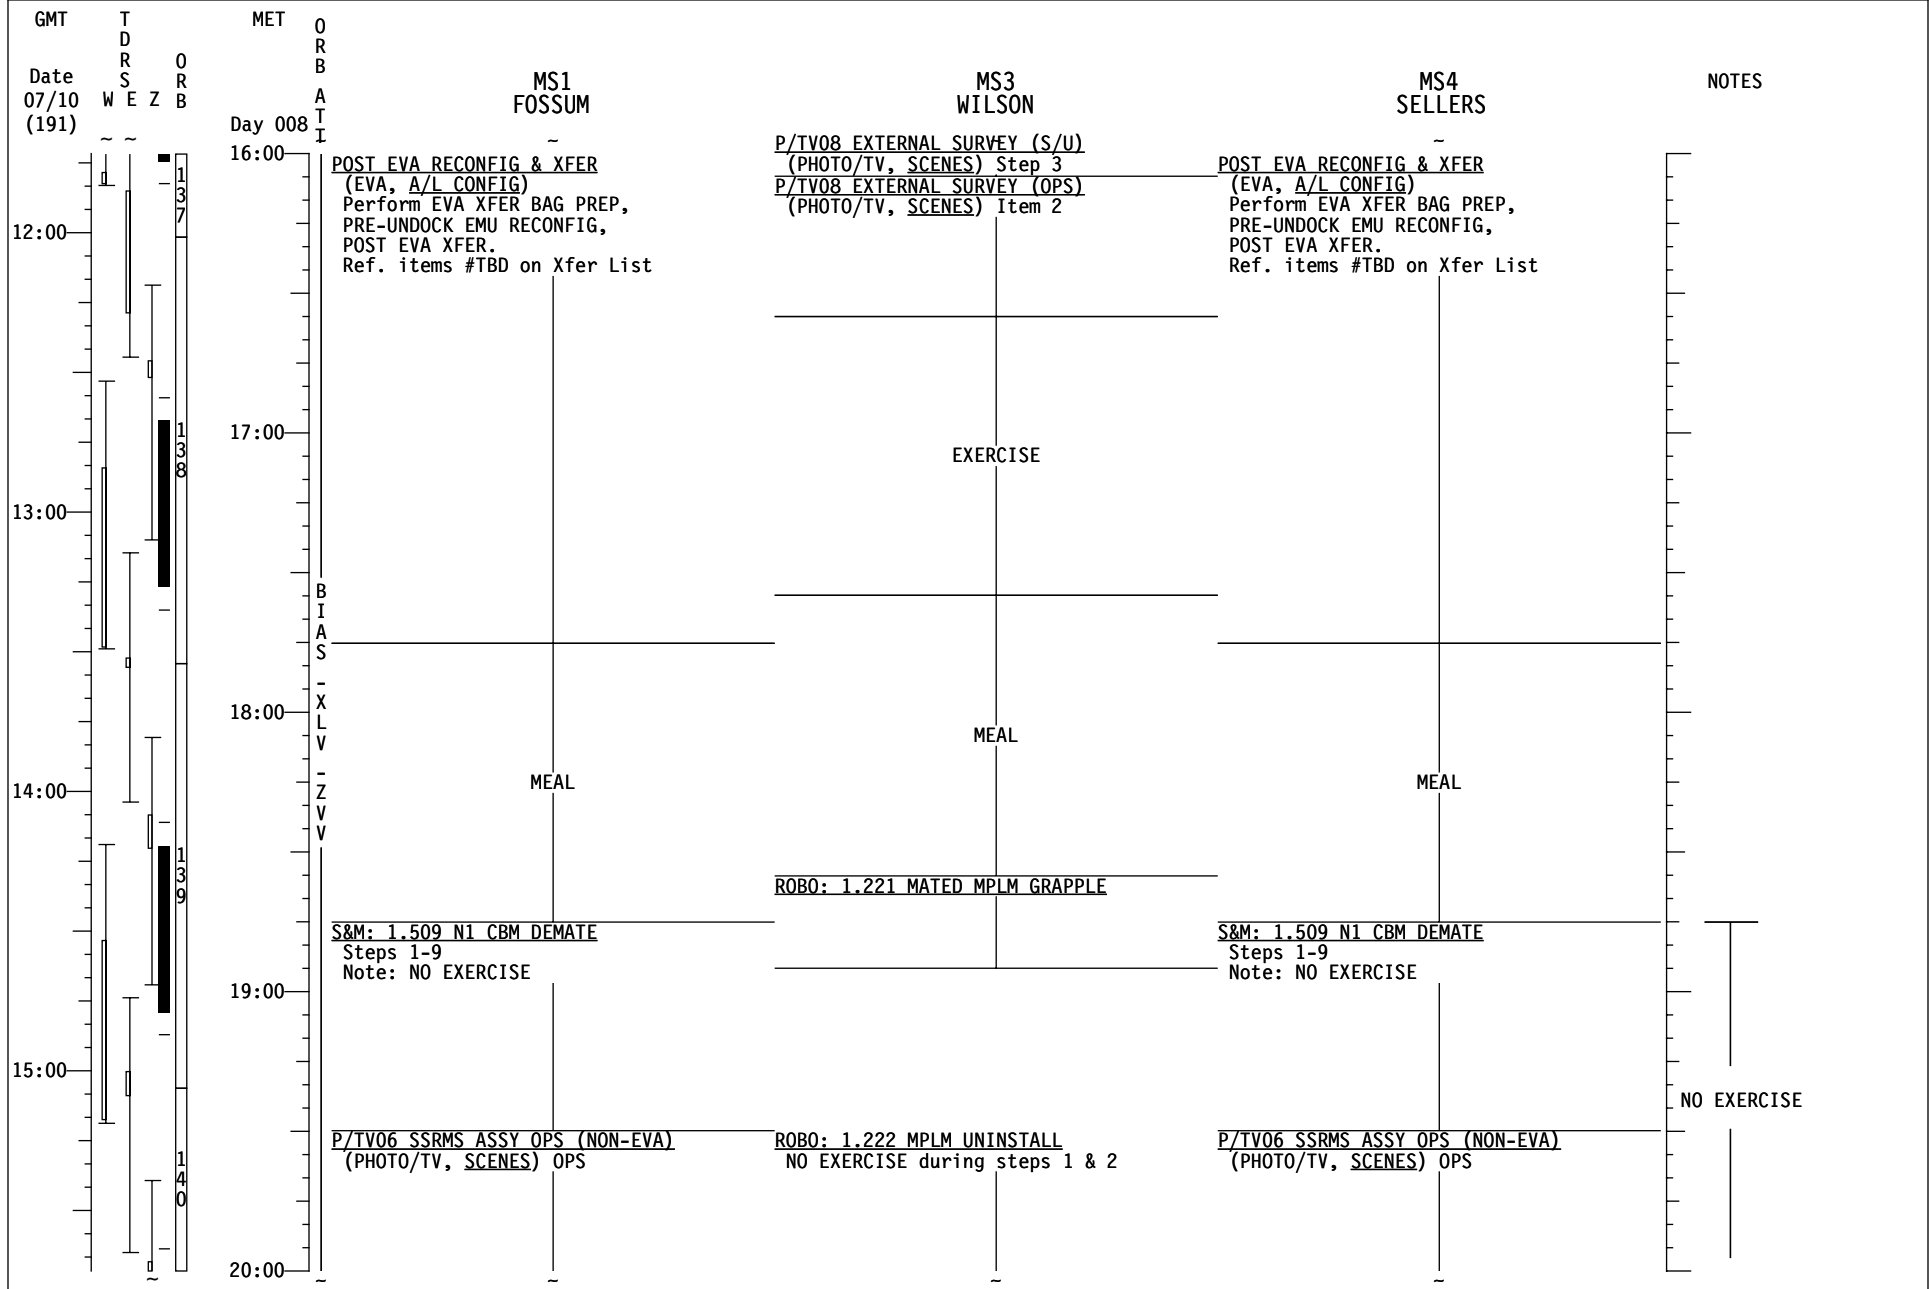 GMT
TDRS
MET
ORB ATT
Date
07/10
(191)
W E Z
ORB
Day 008
MS1
FOSSUM
MS3
WILSON
MS4
SELLERS
NOTES
~ ~
~
~
16:00
17:00
18:00
19:00
20:00
12:00
13:00
14:00
15:00
137
138
139
140
~
BIAS -XLV -ZVV
~
POST EVA RECONFIG & XFER
(EVA, A/L CONFIG)
Perform EVA XFER BAG PREP,
PRE-UNDOCK EMU RECONFIG,
POST EVA XFER.
Ref. items #TBD on Xfer List
MEAL
S&M: 1.509 N1 CBM DEMATE
Steps 1-9
Note: NO EXERCISE
P/TV06 SSRMS ASSY OPS (NON-EVA)
(PHOTO/TV, SCENES) OPS
~
P/TV08 EXTERNAL SURVEY (S/U)
(PHOTO/TV, SCENES) Step 3
P/TV08 EXTERNAL SURVEY (OPS)
(PHOTO/TV, SCENES) Item 2
EXERCISE
MEAL
ROBO: 1.221 MATED MPLM GRAPPLE
ROBO: 1.222 MPLM UNINSTALL
NO EXERCISE during steps 1 & 2
~
POST EVA RECONFIG & XFER
(EVA, A/L CONFIG)
Perform EVA XFER BAG PREP,
PRE-UNDOCK EMU RECONFIG,
POST EVA XFER.
Ref. items #TBD on Xfer List
MEAL
S&M: 1.509 N1 CBM DEMATE
Steps 1-9
Note: NO EXERCISE
P/TV06 SSRMS ASSY OPS (NON-EVA)
(PHOTO/TV, SCENES) OPS
~
NO EXERCISE